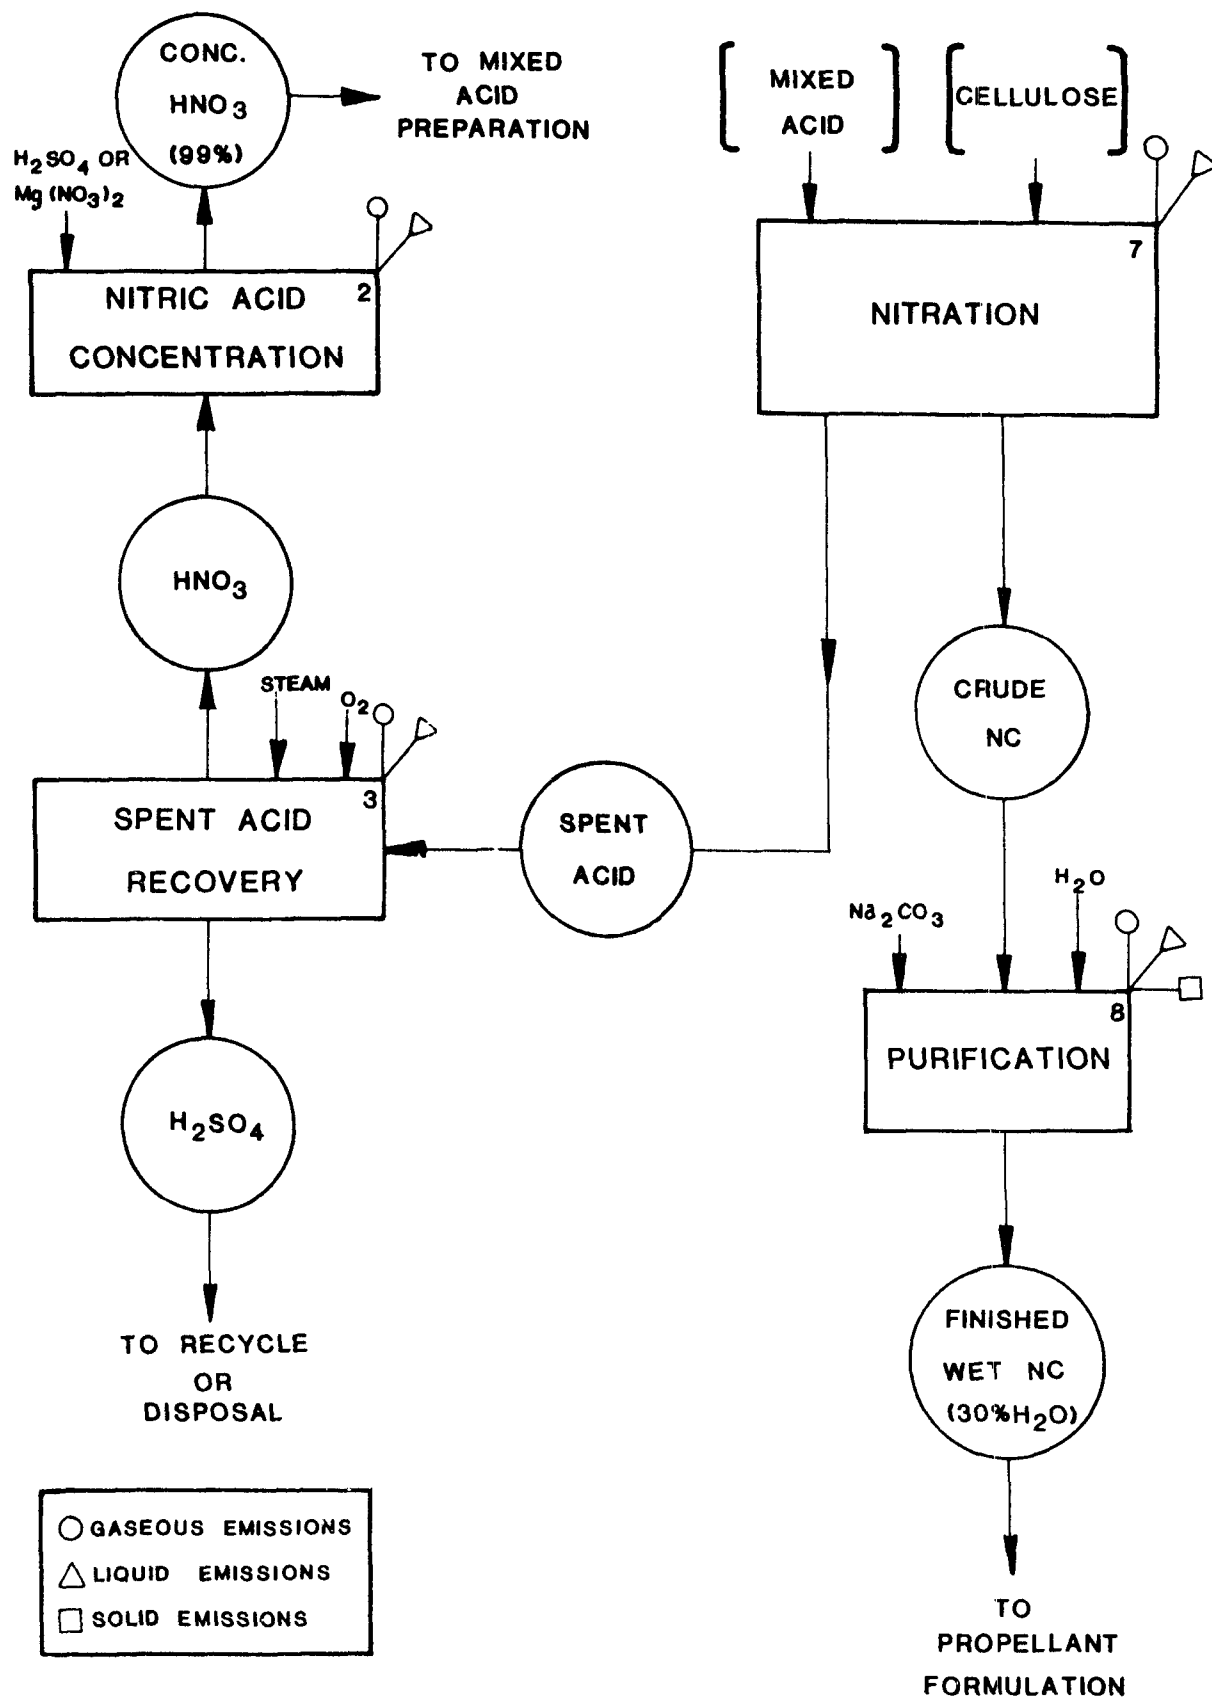 CONC.
HNO3
(99%)
TO MIXED
ACID
PREPARATION
H2SO4 OR
Mg(NO3)2
2
NITRIC ACID
CONCENTRATION
HNO3
STEAM
O2
3
SPENT ACID
RECOVERY
SPENT
ACID
H2SO4
TO RECYCLE
OR
DISPOSAL
MIXED
ACID
CELLULOSE
7
NITRATION
CRUDE
NC
Na2CO3
H2O
8
PURIFICATION
FINISHED
WET NC
(30%H2O)
TO
PROPELLANT
FORMULATION
GASEOUS EMISSIONS
LIQUID EMISSIONS
SOLID EMISSIONS